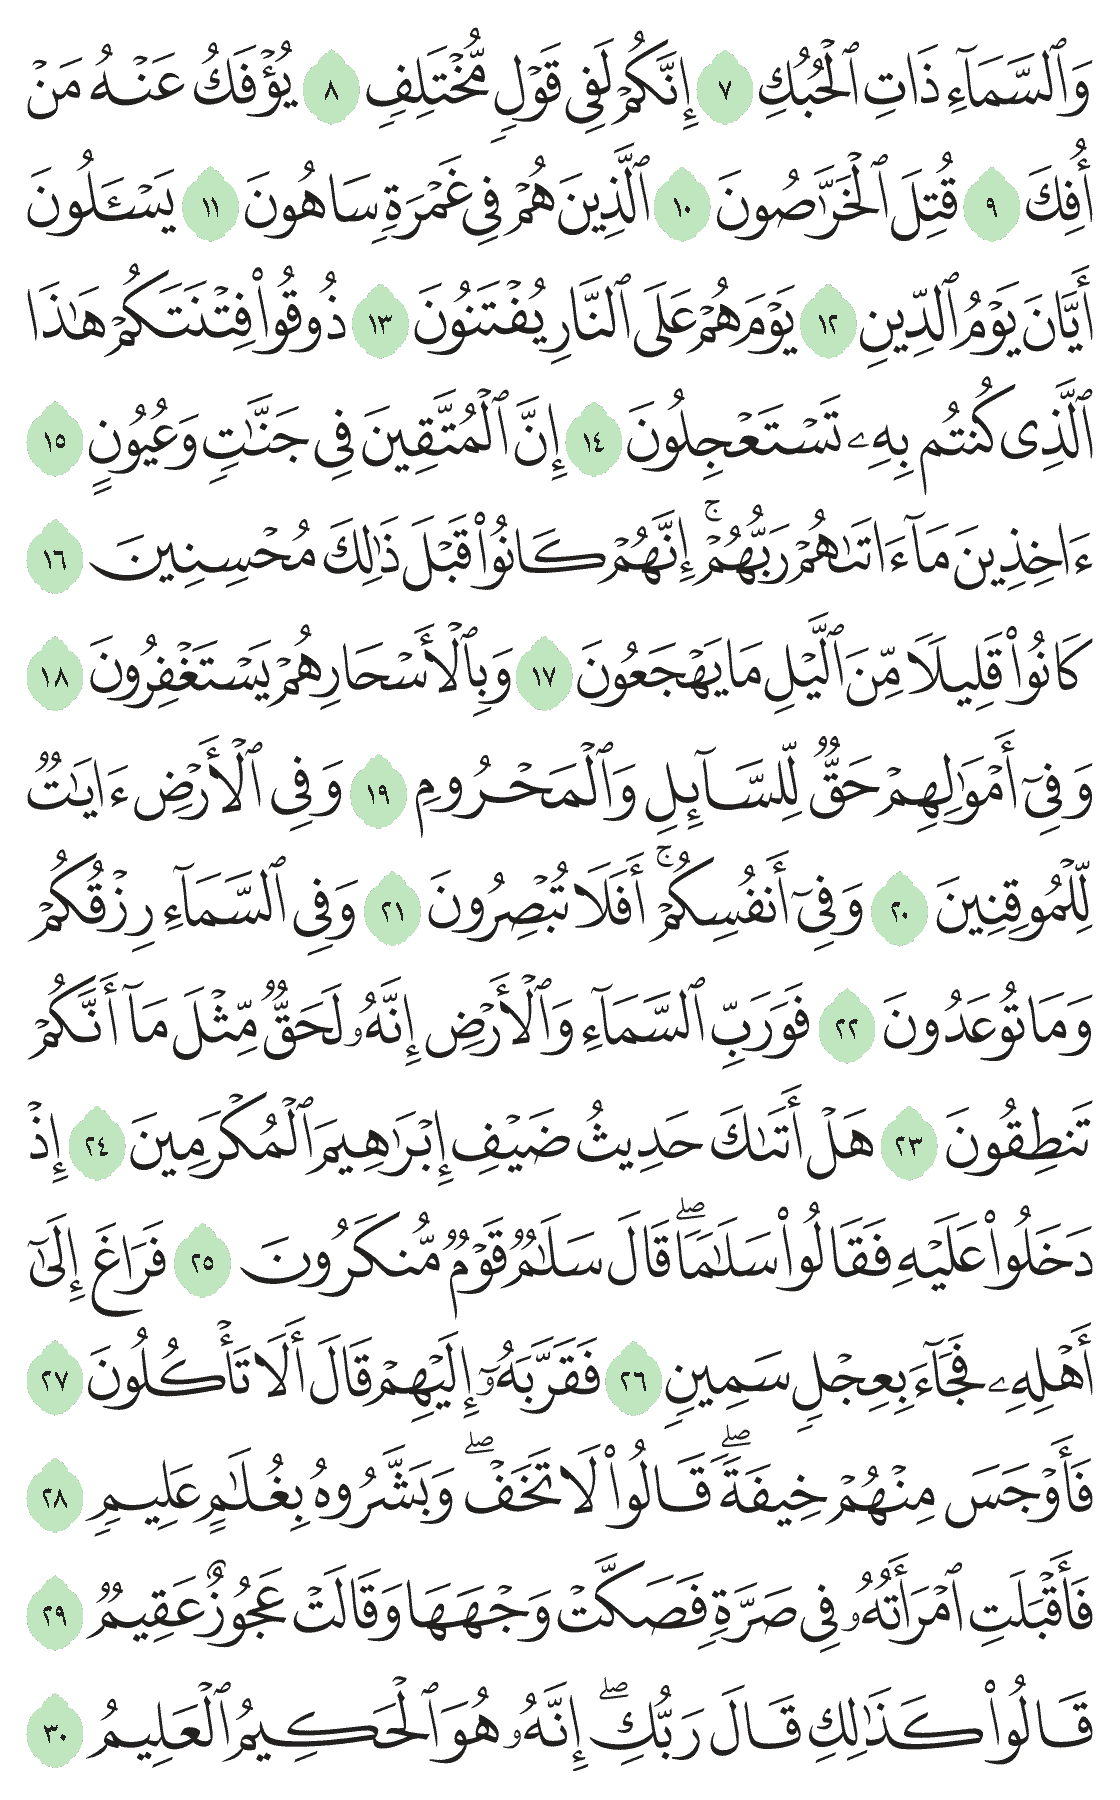 وَٱلسَّمَآءِ ذَاتِ ٱلْحُبُكِ ٧ إِنَّكُمْ لَفِى قَوْلٍ مُّخْتَلِفٍ ٨ يُؤْفَكُ عَنْهُ مَنْ
أُفِكَ ٩ قُتِلَ ٱلْخَرَّٰصُونَ ١٠ ٱلَّذِينَ هُمْ فِى غَمْرَةٍ سَاهُونَ ١١ يَسْـَٔلُونَ
أَيَّانَ يَوْمُ ٱلدِّينِ ١٢ يَوْمَ هُمْ عَلَى ٱلنَّارِ يُفْتَنُونَ ١٣ ذُوقُوا۟ فِتْنَتَكُمْ هَٰذَا
ٱلَّذِى كُنتُم بِهِۦ تَسْتَعْجِلُونَ ١٤ إِنَّ ٱلْمُتَّقِينَ فِى جَنَّٰتٍ وَعُيُونٍ ١٥
ءَاخِذِينَ مَآ ءَاتَىٰهُمْ رَبُّهُمْ ۚ إِنَّهُمْ كَانُوا۟ قَبْلَ ذَٰلِكَ مُحْسِنِينَ ١٦
كَانُوا۟ قَلِيلًا مِّنَ ٱلَّيْلِ مَا يَهْجَعُونَ ١٧ وَبِٱلْأَسْحَارِ هُمْ يَسْتَغْفِرُونَ ١٨
وَفِىٓ أَمْوَٰلِهِمْ حَقٌّ لِّلسَّآئِلِ وَٱلْمَحْرُومِ ١٩ وَفِى ٱلْأَرْضِ ءَايَٰتٌ
لِّلْمُوقِنِينَ ٢٠ وَفِىٓ أَنفُسِكُمْ ۚ أَفَلَا تُبْصِرُونَ ٢١ وَفِى ٱلسَّمَآءِ رِزْقُكُمْ
وَمَا تُوعَدُونَ ٢٢ فَوَرَبِّ ٱلسَّمَآءِ وَٱلْأَرْضِ إِنَّهُۥ لَحَقٌّ مِّثْلَ مَآ أَنَّكُمْ
تَنطِقُونَ ٢٣ هَلْ أَتَىٰكَ حَدِيثُ ضَيْفِ إِبْرَٰهِيمَ ٱلْمُكْرَمِينَ ٢٤ إِذْ
دَخَلُوا۟ عَلَيْهِ فَقَالُوا۟ سَلَٰمًا ۖ قَالَ سَلَٰمٌ قَوْمٌ مُّنكَرُونَ ٢٥ فَرَاغَ إِلَىٰٓ
أَهْلِهِۦ فَجَآءَ بِعِجْلٍ سَمِينٍ ٢٦ فَقَرَّبَهُۥٓ إِلَيْهِمْ قَالَ أَلَا تَأْكُلُونَ ٢٧
فَأَوْجَسَ مِنْهُمْ خِيفَةً ۖ قَالُوا۟ لَا تَخَفْ ۖ وَبَشَّرُوهُ بِغُلَٰمٍ عَلِيمٍ ٢٨
فَأَقْبَلَتِ ٱمْرَأَتُهُۥ فِى صَرَّةٍ فَصَكَّتْ وَجْهَهَا وَقَالَتْ عَجُوزٌ عَقِيمٌ ٢٩
قَالُوا۟ كَذَٰلِكِ قَالَ رَبُّكِ ۖ إِنَّهُۥ هُوَ ٱلْحَكِيمُ ٱلْعَلِيمُ ٣٠